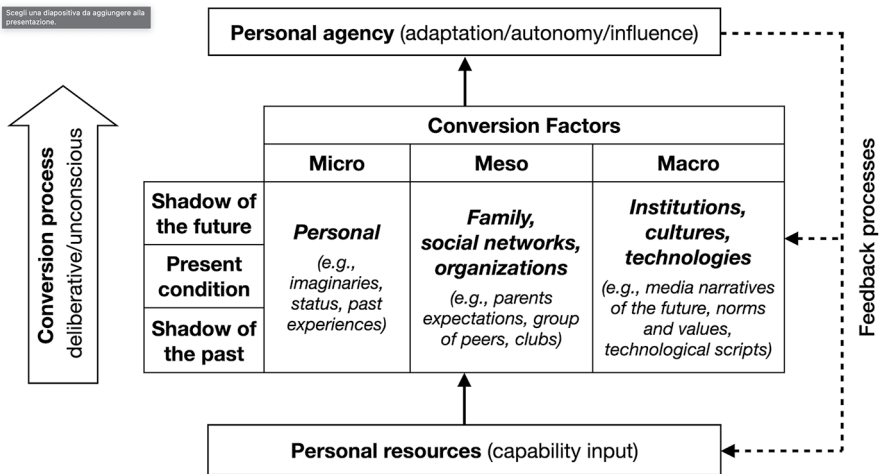 Scegli una diapositiva da aggiungere alla
presentazione.
Personal agency (adaptation/autonomy/influence)
Conversion process
deliberative/unconscious
Conversion Factors
Micro
Meso
Macro
Shadow of
the future
Present
condition
Shadow of
the past
Personal
(e.g.,
imaginaries,
status, past
experiences)
Family,
social networks,
organizations
(e.g., parents
expectations, group
of peers, clubs)
Institutions,
cultures,
technologies
(e.g., media narratives
of the future, norms
and values,
technological scripts)
Feedback processes
Personal resources (capability input)